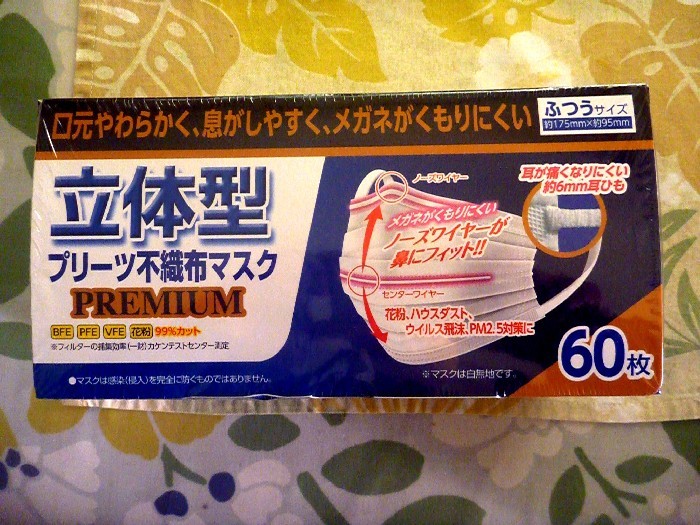 口元やわらかく、息がしやすく、メガネがくもりにくい
ふつうサイズ
約175mm×約95mm
立体型
プリーツ不織布マスク
PREMIUM
BFE PFE VFE 花粉 99%カット
※フィルターの捕集効率(一財)カケンテストセンター測定
●マスクは感染(侵入)を完全に防ぐものではありません。
ノーズワイヤー
メガネがくもりにくい
ノーズワイヤーが
鼻にフィット!!
センターワイヤー
花粉、ハウスダスト、
ウイルス飛沫、PM2.5対策に
※マスクは白無地です。
耳が痛くなりにくい
約6mm耳ひも
60枚